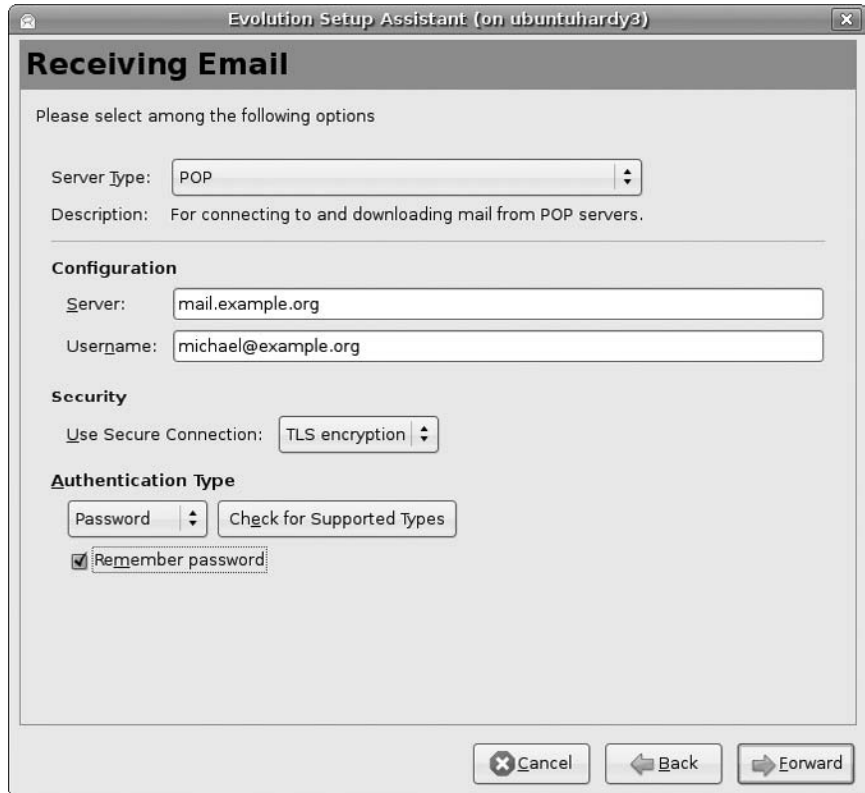 Evolution Setup Assistant (on ubuntuhardy3)
Receiving Email
Please select among the following options
Server Type: POP
Description: For connecting to and downloading mail from POP servers.
Configuration
Server: mail.example.org
Username: michael@example.org
Security
Use Secure Connection: TLS encryption
Authentication Type
Password Check for Supported Types
Remember password
Cancel Back Forward